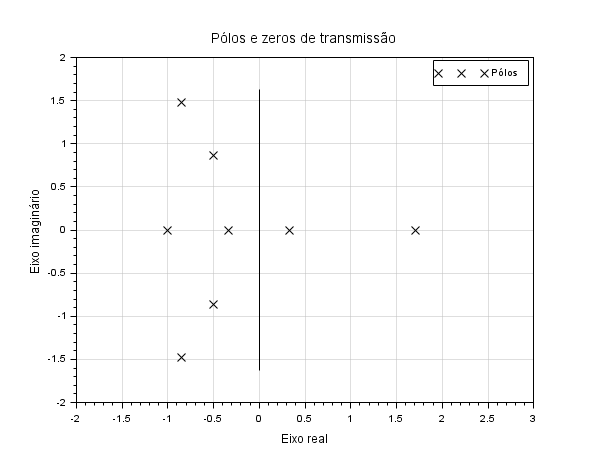 Pólos e zeros de transmissão
Pólos
2
1.5
1
0.5
0
-0.5
-1
-1.5
-2
Eixo imaginário
-2 -1.5 -1 -0.5 0 0.5 1 1.5 2 2.5 3
Eixo real